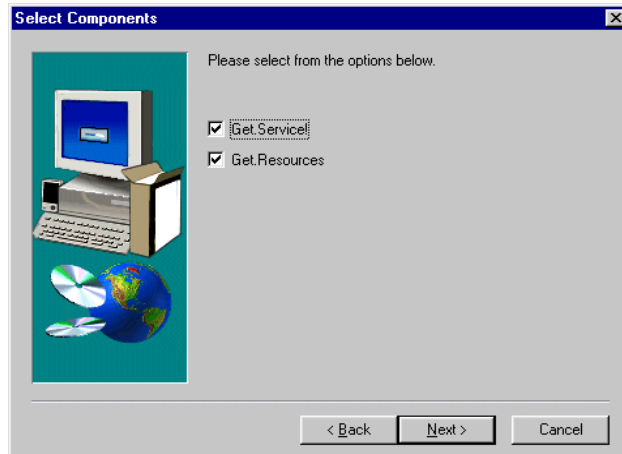 Select Components
Please select from the options below.
Get.Service!
Get.Resources
< Back
Next >
Cancel